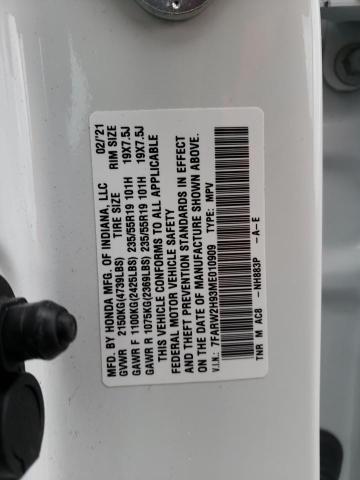 MFD. BY HONDA MFG. OF INDIANA, LLC 02/'21
GVWR 2150KG(4739LBS) TIRE SIZE RIM SIZE
GAWR F 1100KG(2425LBS) 235/55R19 101H 19X7.5J
GAWR R 1075KG(2369LBS) 235/55R19 101H 19X7.5J
THIS VEHICLE CONFORMS TO ALL APPLICABLE
FEDERAL MOTOR VEHICLE SAFETY
AND THEFT PREVENTION STANDARDS IN EFFECT
ON THE DATE OF MANUFACTURE SHOWN ABOVE.
V.I.N.: 7FARW2H93ME010909 TYPE: MPV
TNR M AC8 - NH883P -A-E